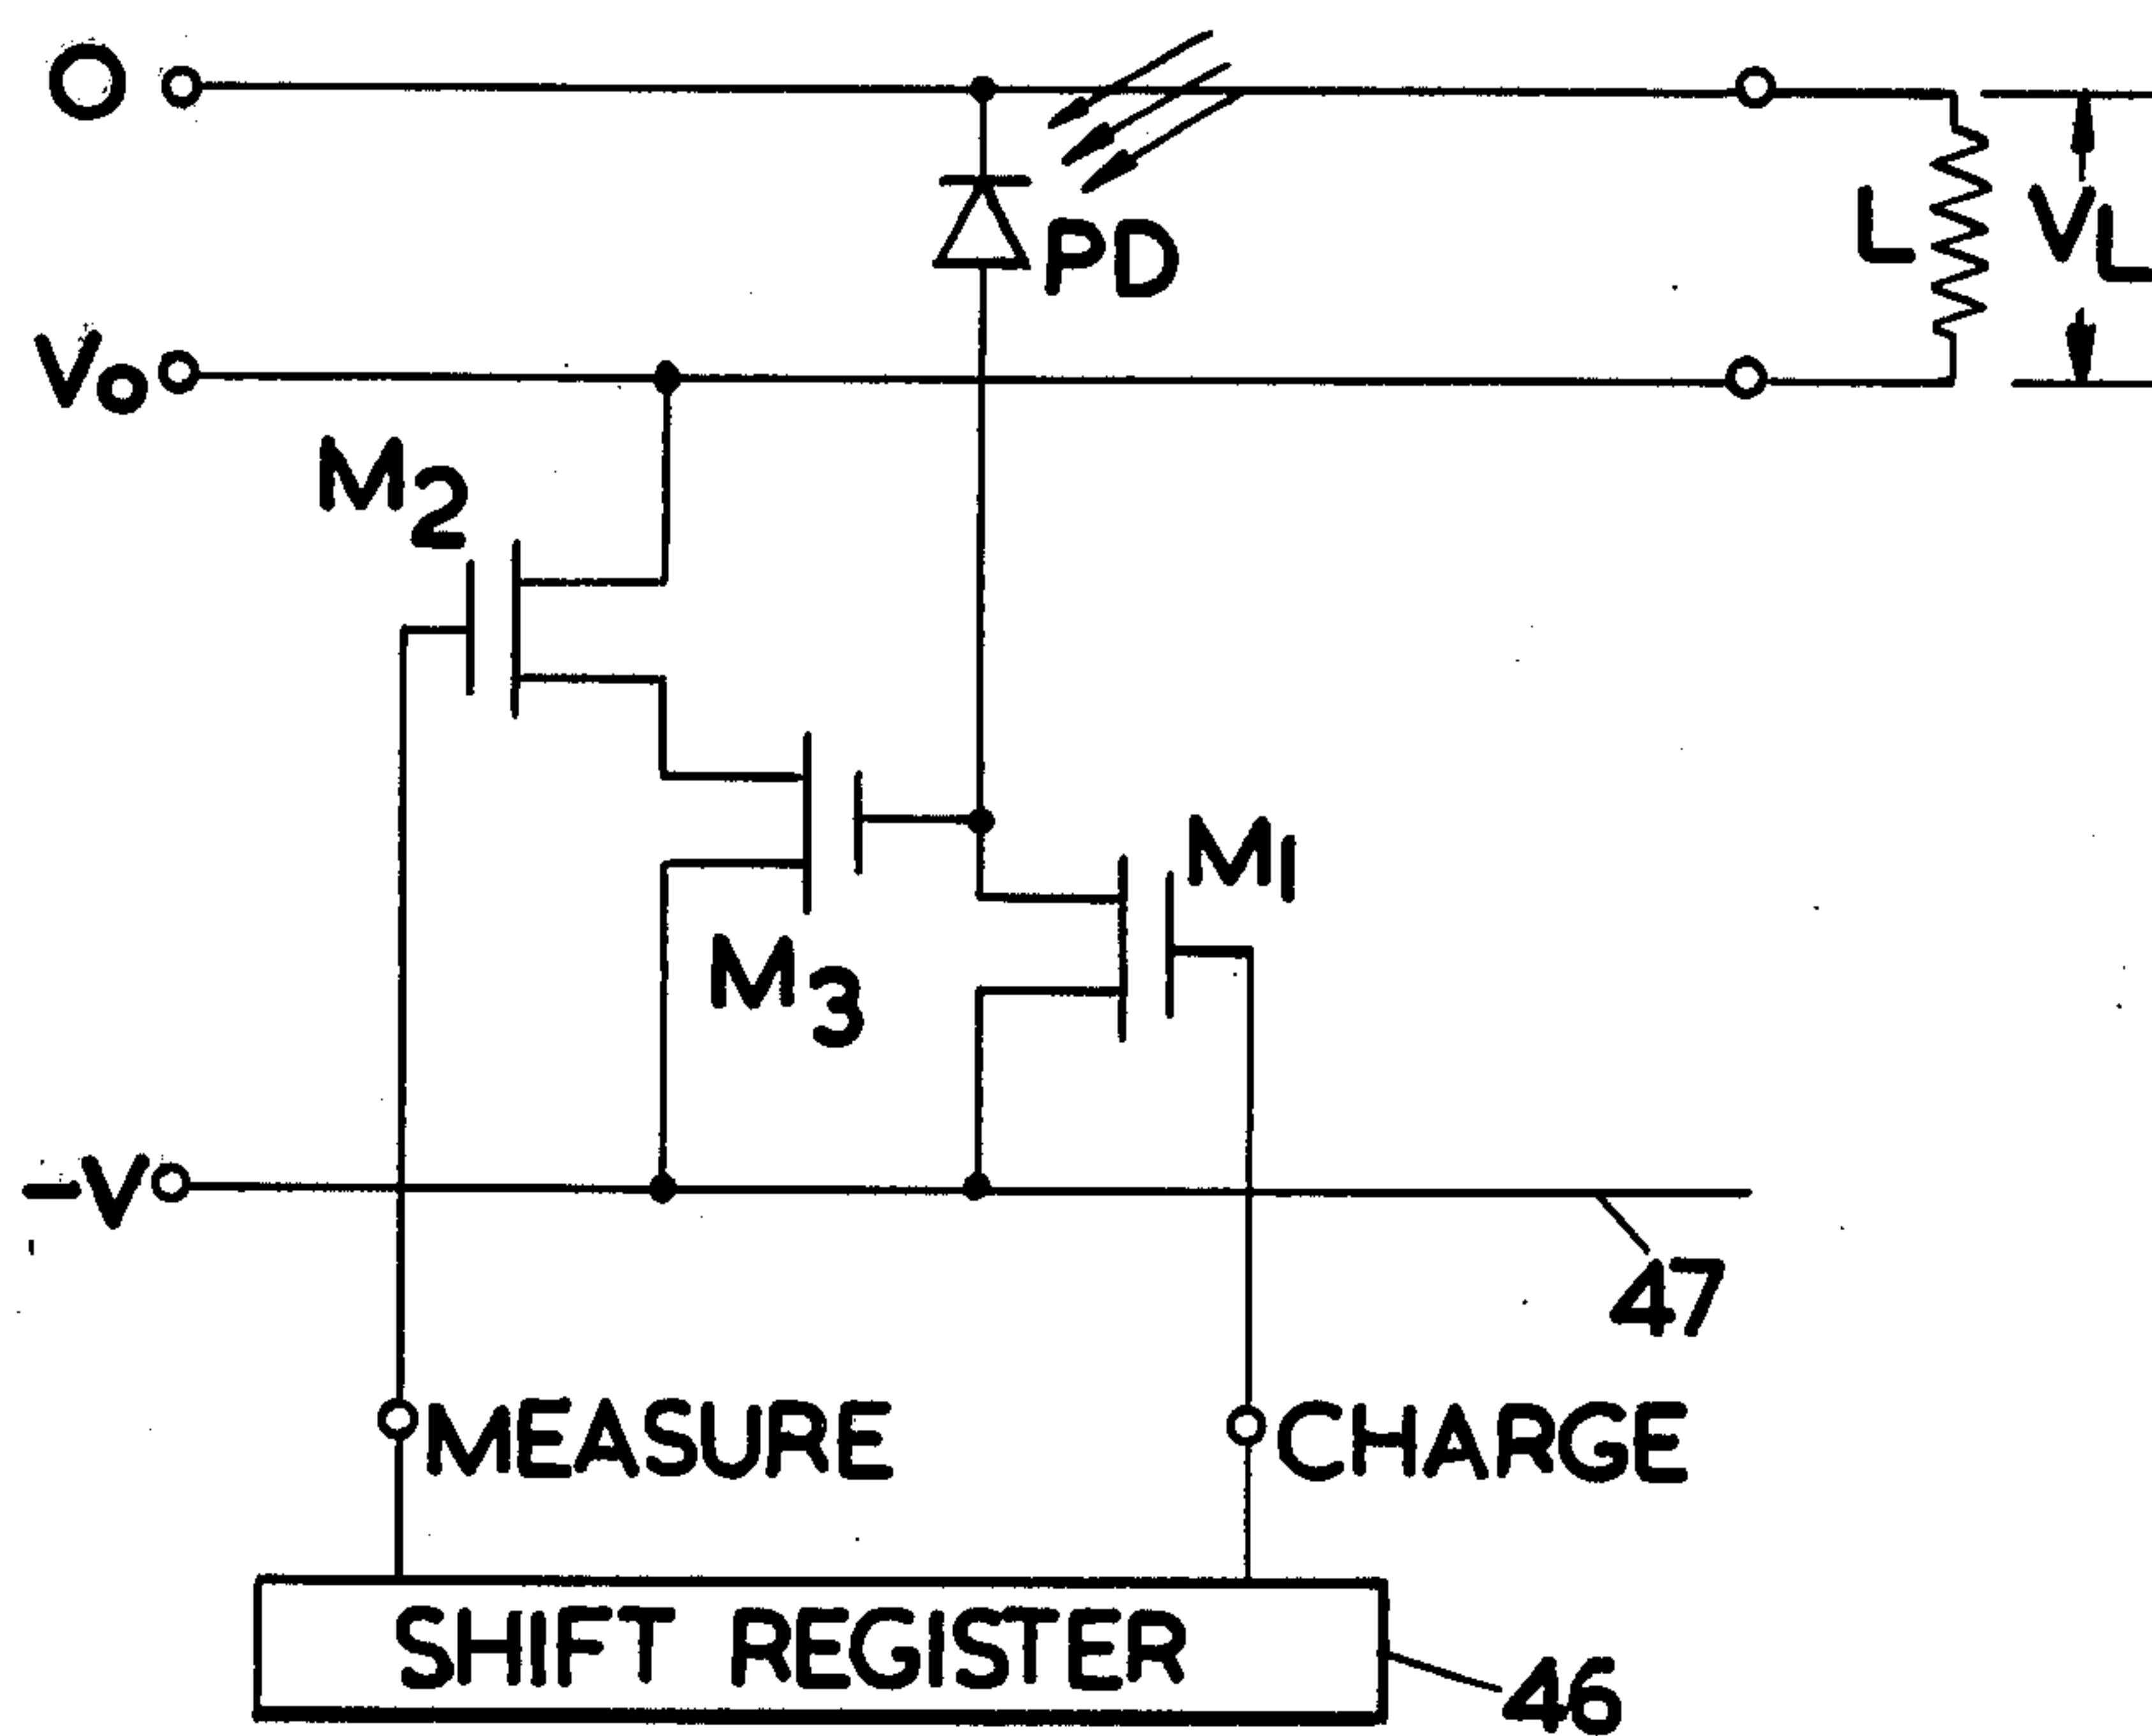 O
PD
L
VL
Vo
M2
M1
M3
-V
47
MEASURE
CHARGE
SHIFT REGISTER
46